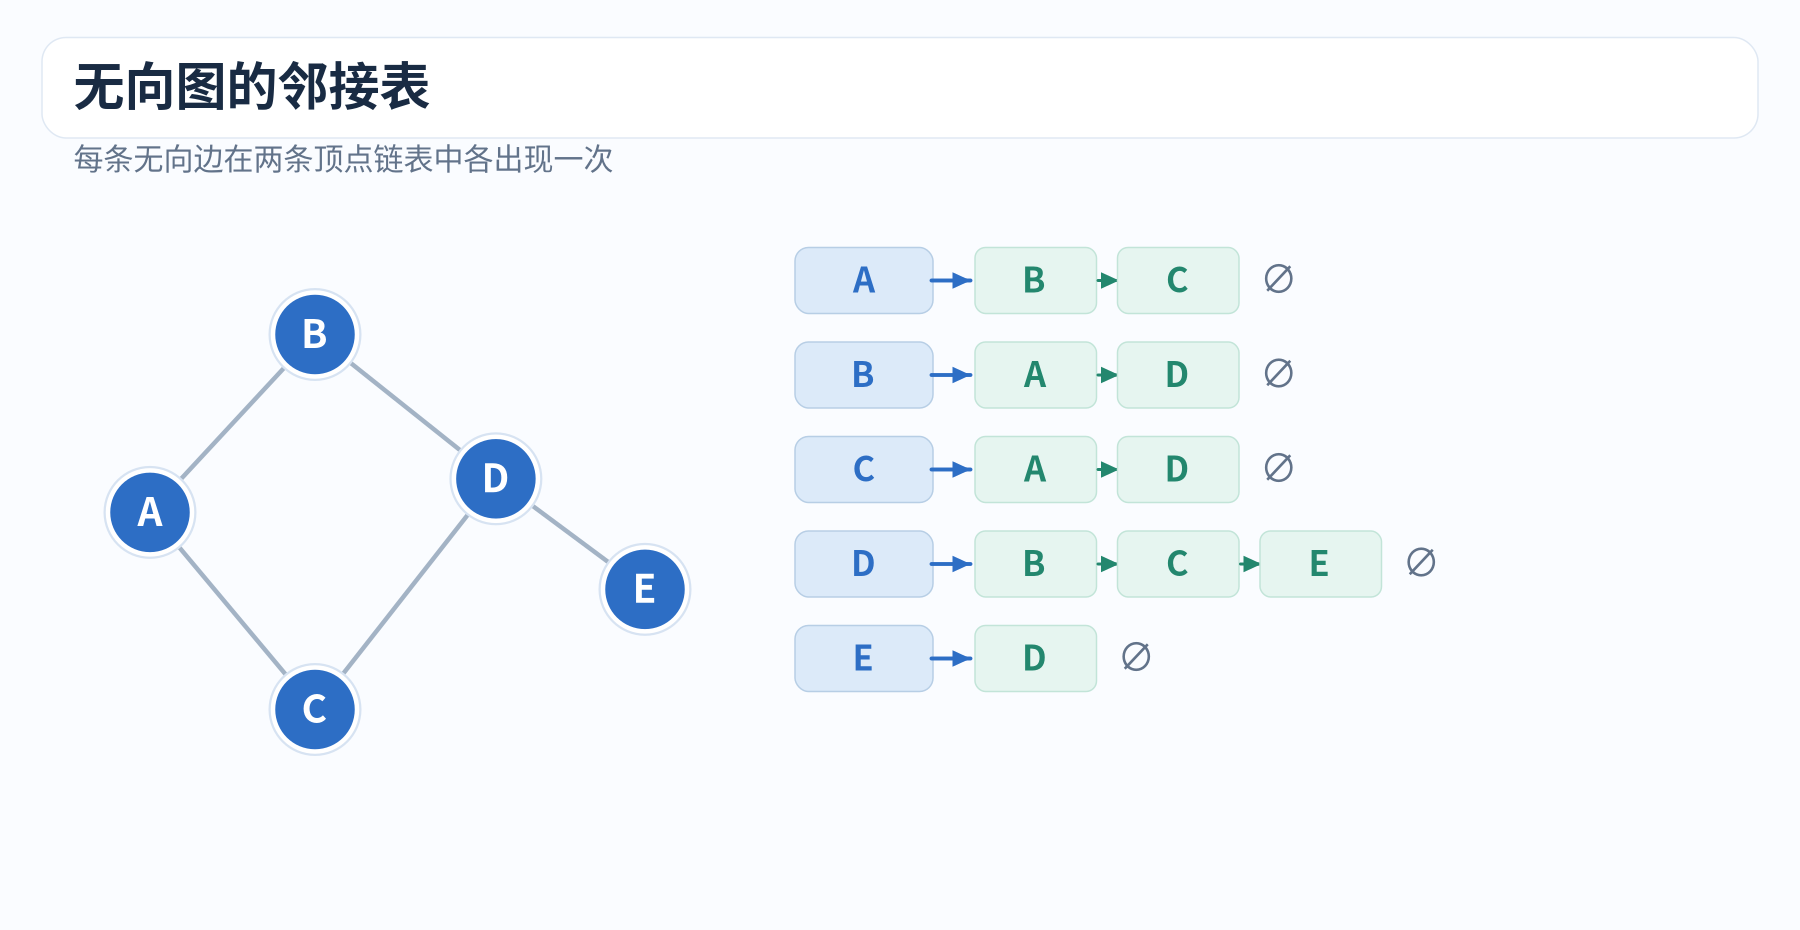 无向图的邻接表
每条无向边在两条顶点链表中各出现一次
B
A
D
E
C
A B C ∅
B A D ∅
C A D ∅
D B C E ∅
E D ∅